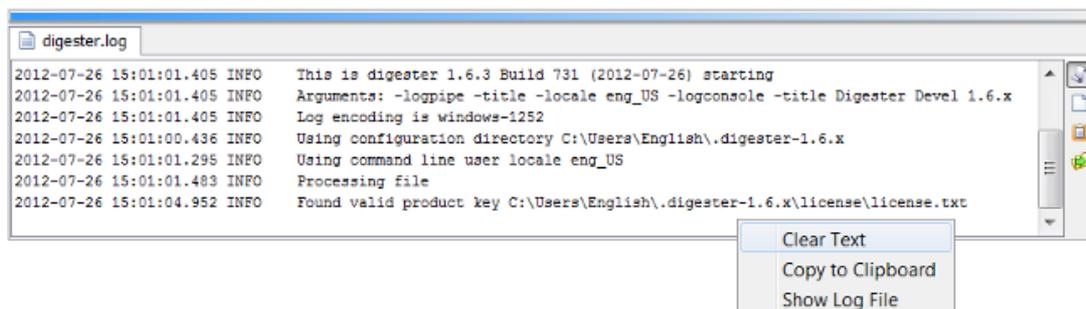 digester.log
2012-07-26 15:01:01.405 INFO This is digester 1.6.3 Build 731 (2012-07-26) starting
2012-07-26 15:01:01.405 INFO Arguments: -logpipe -title -locale eng_US -logconsole -title Digester Devel 1.6.x
2012-07-26 15:01:01.405 INFO Log encoding is windows-1252
2012-07-26 15:01:00.436 INFO Using configuration directory C:\Users\English\.digester-1.6.x
2012-07-26 15:01:01.295 INFO Using command line user locale eng_US
2012-07-26 15:01:01.483 INFO Processing file
2012-07-26 15:01:04.952 INFO Found valid product key C:\Users\English\.digester-1.6.x\license\license.txt
Clear Text
Copy to Clipboard
Show Log File